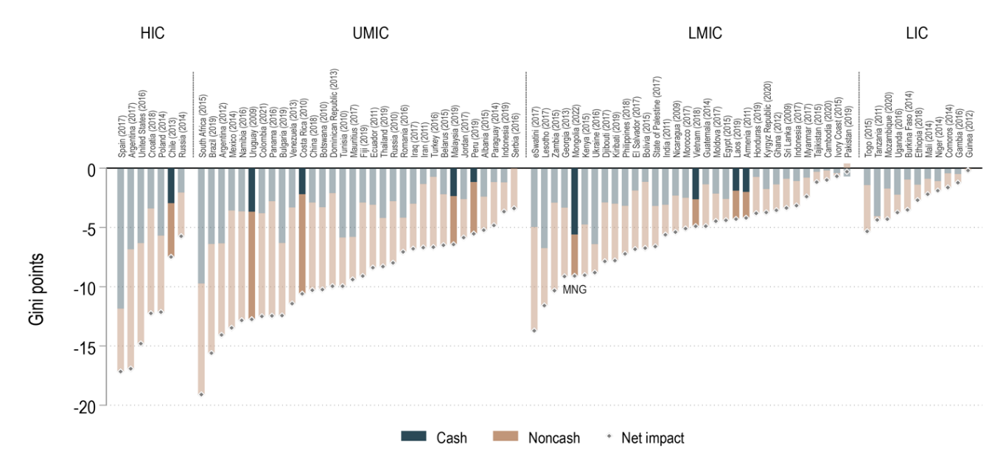 HIC
UMIC
LMIC
LIC
Spain (2017)
Argentina (2017)
United States (2016)
Croatia (2018)
Poland (2014)
Chile (2013)
Russia (2014)
South Africa (2015)
Brazil (2019)
Argentina (2012)
Mexico (2014)
Namibia (2016)
Uruguay (2009)
Colombia (2021)
Panama (2016)
Bulgaria (2019)
Venezuela (2013)
Costa Rica (2010)
China (2018)
Botswana (2010)
Dominican Republic (2013)
Tunisia (2010)
Mauritius (2017)
Fiji (2019)
Ecuador (2011)
Thailand (2019)
Russia (2010)
Romania (2016)
Iraq (2017)
Iran (2011)
Turkey (2016)
Belarus (2015)
Malaysia (2019)
Jordan (2017)
Peru (2019)
Albania (2015)
Paraguay (2014)
Indonesia (2019)
Serbia (2016)
eSwatini (2017)
Lesotho (2017)
Zambia (2015)
Georgia (2013)
Mongolia (2022)
Kenya (2015)
Ukraine (2016)
Djibouti (2017)
Kiribati (2019)
Philippines (2018)
El Salvador (2017)
Bolivia (2015)
State of Palestine (2017)
India (2011)
Nicaragua (2009)
Morocco (2017)
Vietnam (2018)
Guatemala (2014)
Moldova (2017)
Egypt (2015)
Laos (2019)
Armenia (2011)
Honduras (2019)
Kyrgyz Republic (2020)
Ghana (2012)
Sri Lanka (2009)
Indonesia (2017)
Myanmar (2017)
Tajikistan (2015)
Cambodia (2020)
Ivory Coast (2015)
Pakistan (2019)
Togo (2015)
Tanzania (2011)
Mozambique (2020)
Uganda (2016)
Burkina Faso (2014)
Ethiopia (2018)
Mali (2014)
Niger (2014)
Comoros (2014)
Gambia (2016)
Guinea (2012)
0
-5
-10
-15
-20
Gini points
MNG
Cash
Noncash
Net impact